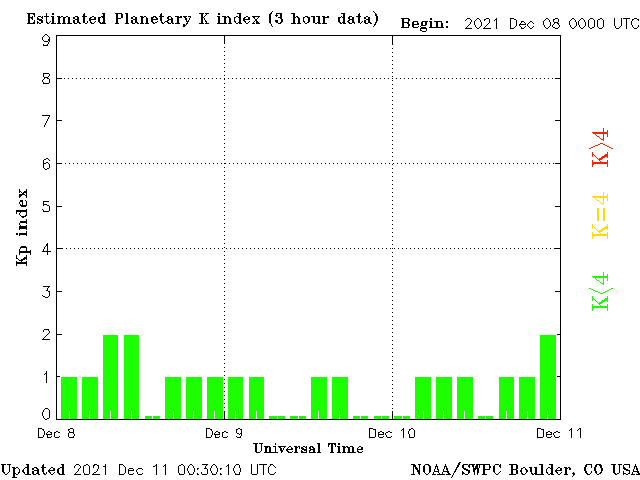 Estimated Planetary K index (3 hour data) Begin: 2021 Dec 08 0000 UTC
9
8
7
6
5
4
3
2
1
0
Kp index
K>4
K=4
K<4
Dec 8 Dec 9 Dec 10 Dec 11
Universal Time
Updated 2021 Dec 11 00:30:10 UTC NOAA/SWPC Boulder, CO USA